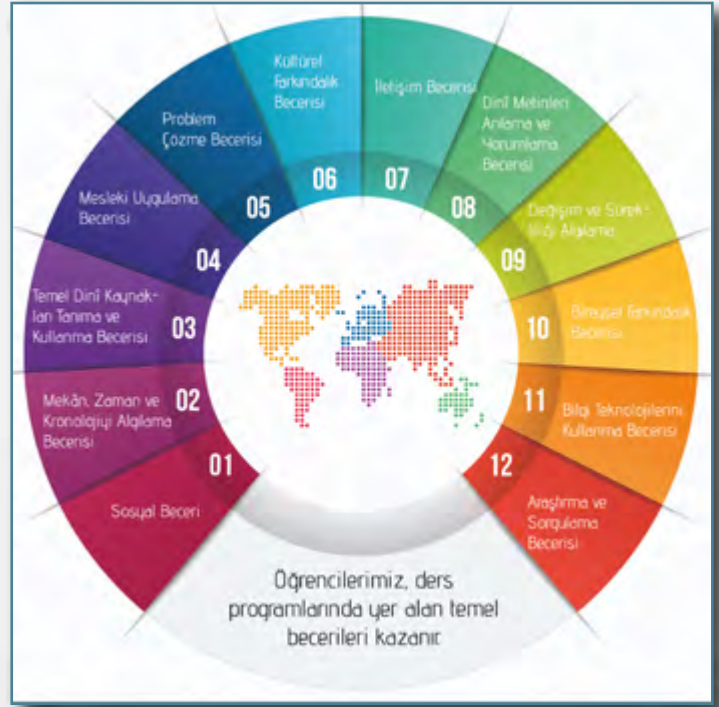 01
Sosyal Beceri
02
Mekân, Zaman ve
Kronolojiyi Algılama
Becerisi
03
Temel Dinî Kaynak-
ları Tanıma ve
Kullanma Becerisi
04
Mesleki Uygulama
Becerisi
05
Problem
Çözme Becerisi
06
Kültürel
Farkındalık
Becerisi
07
İletişim Becerisi
08
Dinî Metinleri
Anlama ve
Yorumlama
Becerisi
09
Değişim ve Sürek-
liliği Algılama
10
Bireysel Farkındalık
Becerisi
11
Bilgi Teknolojilerini
Kullanma Becerisi
12
Araştırma ve
Sorgulama
Becerisi
Öğrencilerimiz, ders
programlarında yer alan temel
becerileri kazanır.